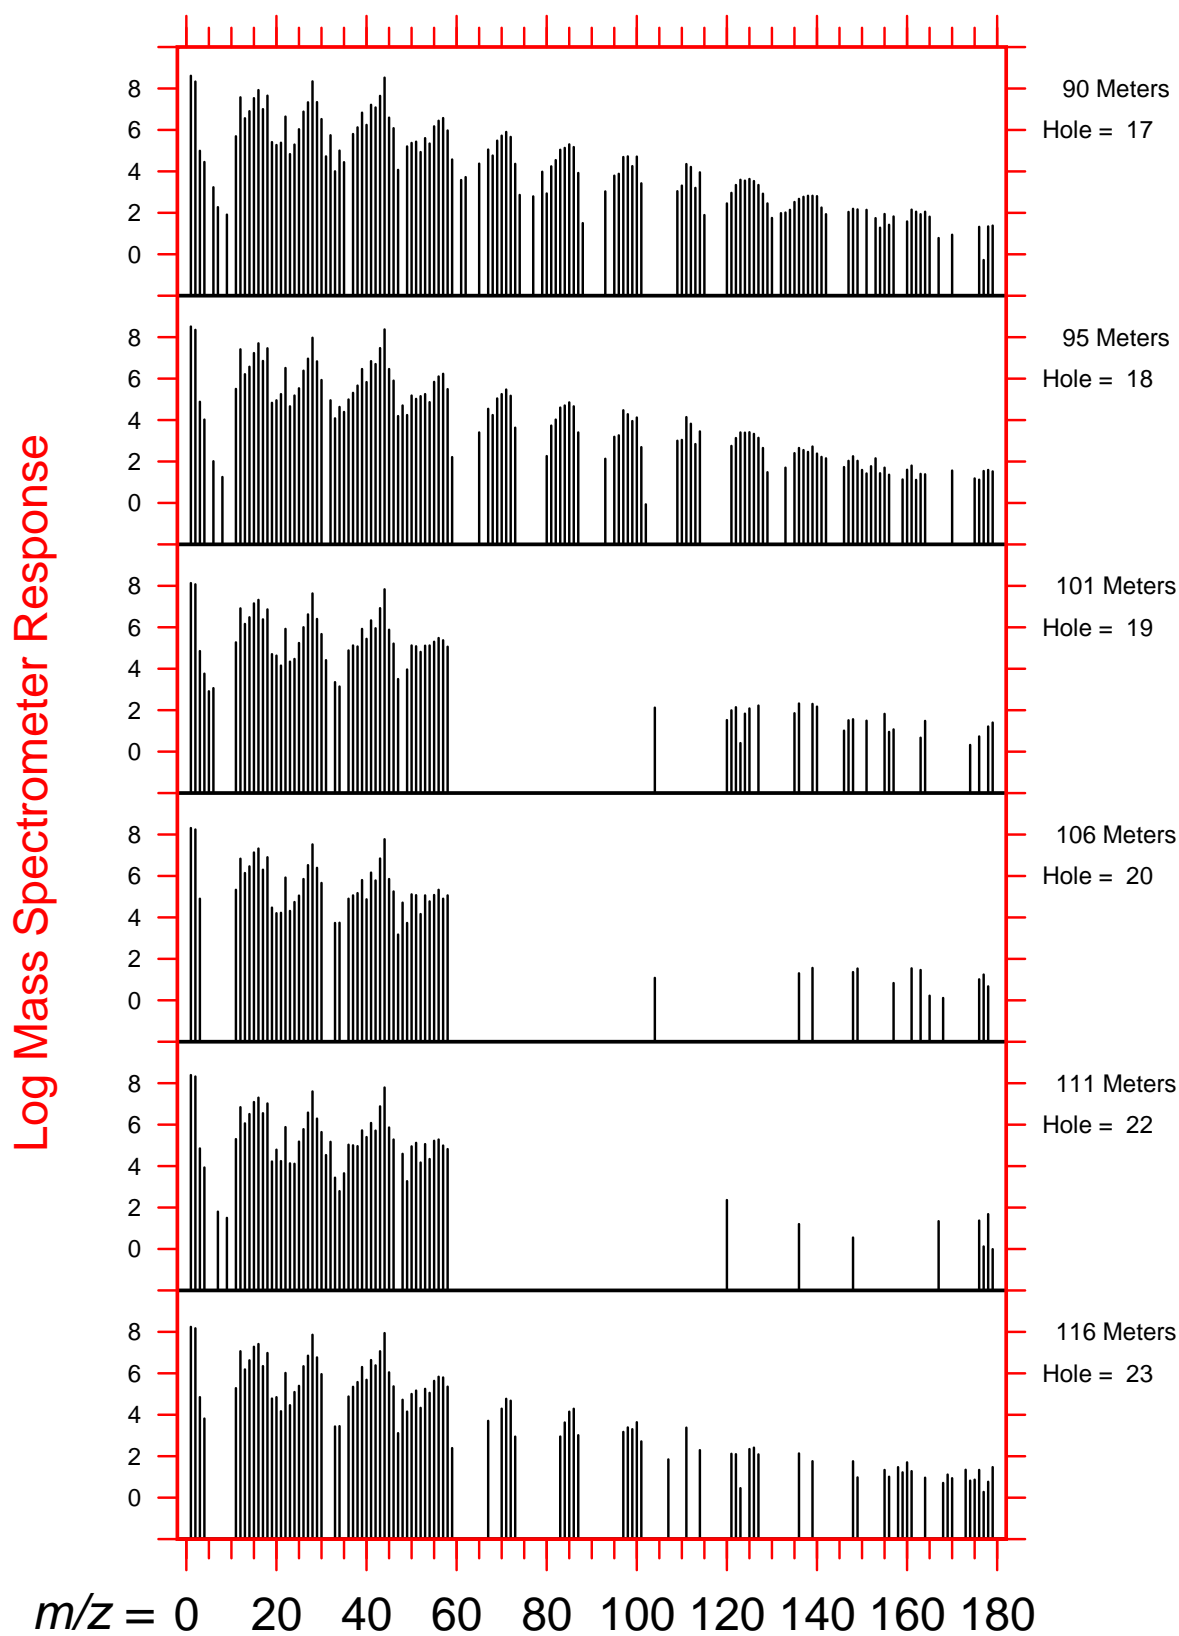 Log Mass Spectrometer Response
8
6
4
2
0
90 Meters
Hole = 17
8
6
4
2
0
95 Meters
Hole = 18
8
6
4
2
0
101 Meters
Hole = 19
8
6
4
2
0
106 Meters
Hole = 20
8
6
4
2
0
111 Meters
Hole = 22
8
6
4
2
0
116 Meters
Hole = 23
m/z = 0 20 40 60 80 100 120 140 160 180